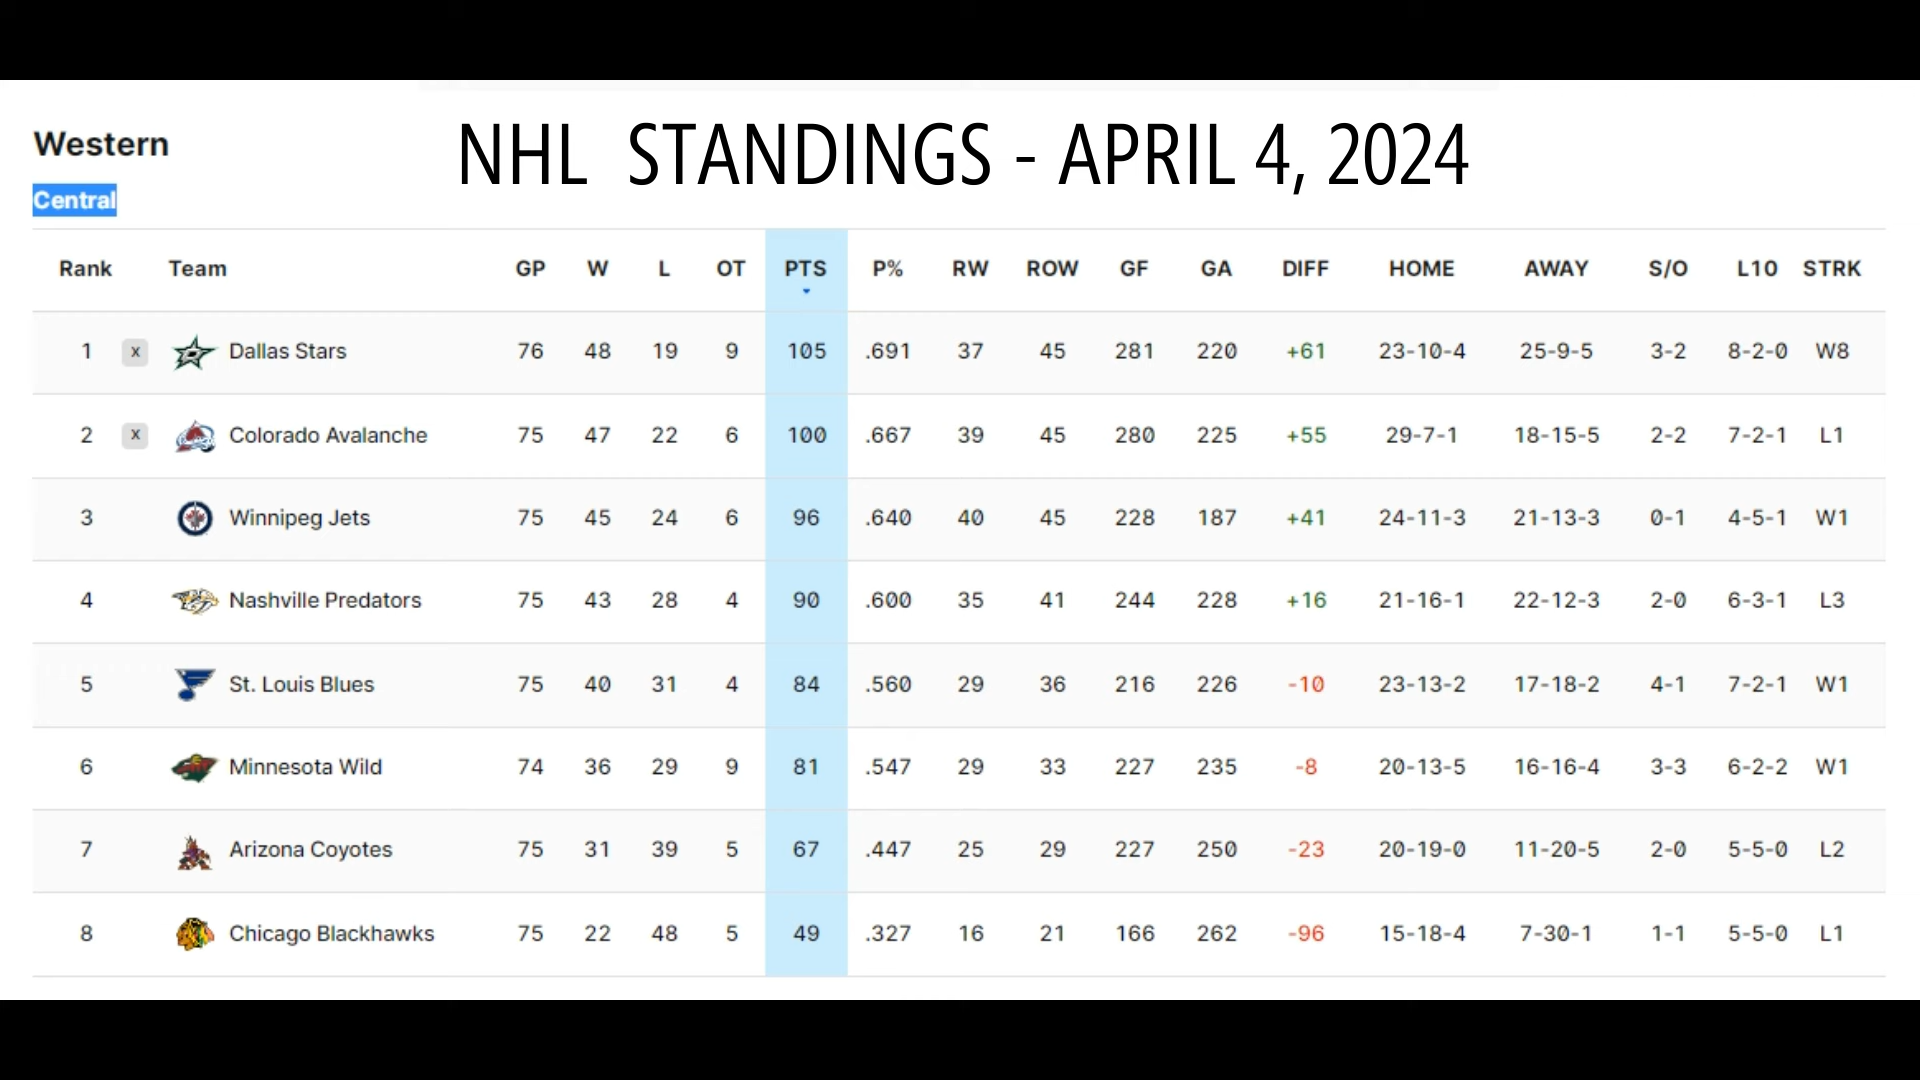 Western
NHL STANDINGS - APRIL 4, 2024
Central
Rank Team GP W L OT PTS P% RW ROW GF GA DIFF HOME AWAY S/O L10 STRK
1 x Dallas Stars 76 48 19 9 105 .691 37 45 281 220 +61 23-10-4 25-9-5 3-2 8-2-0 W8
2 x Colorado Avalanche 75 47 22 6 100 .667 39 45 280 225 +55 29-7-1 18-15-5 2-2 7-2-1 L1
3 Winnipeg Jets 75 45 24 6 96 .640 40 45 228 187 +41 24-11-3 21-13-3 0-1 4-5-1 W1
4 Nashville Predators 75 43 28 4 90 .600 35 41 244 228 +16 21-16-1 22-12-3 2-0 6-3-1 L3
5 St. Louis Blues 75 40 31 4 84 .560 29 36 216 226 -10 23-13-2 17-18-2 4-1 7-2-1 W1
6 Minnesota Wild 74 36 29 9 81 .547 29 33 227 235 -8 20-13-5 16-16-4 3-3 6-2-2 W1
7 Arizona Coyotes 75 31 39 5 67 .447 25 29 227 250 -23 20-19-0 11-20-5 2-0 5-5-0 L2
8 Chicago Blackhawks 75 22 48 5 49 .327 16 21 166 262 -96 15-18-4 7-30-1 1-1 5-5-0 L1